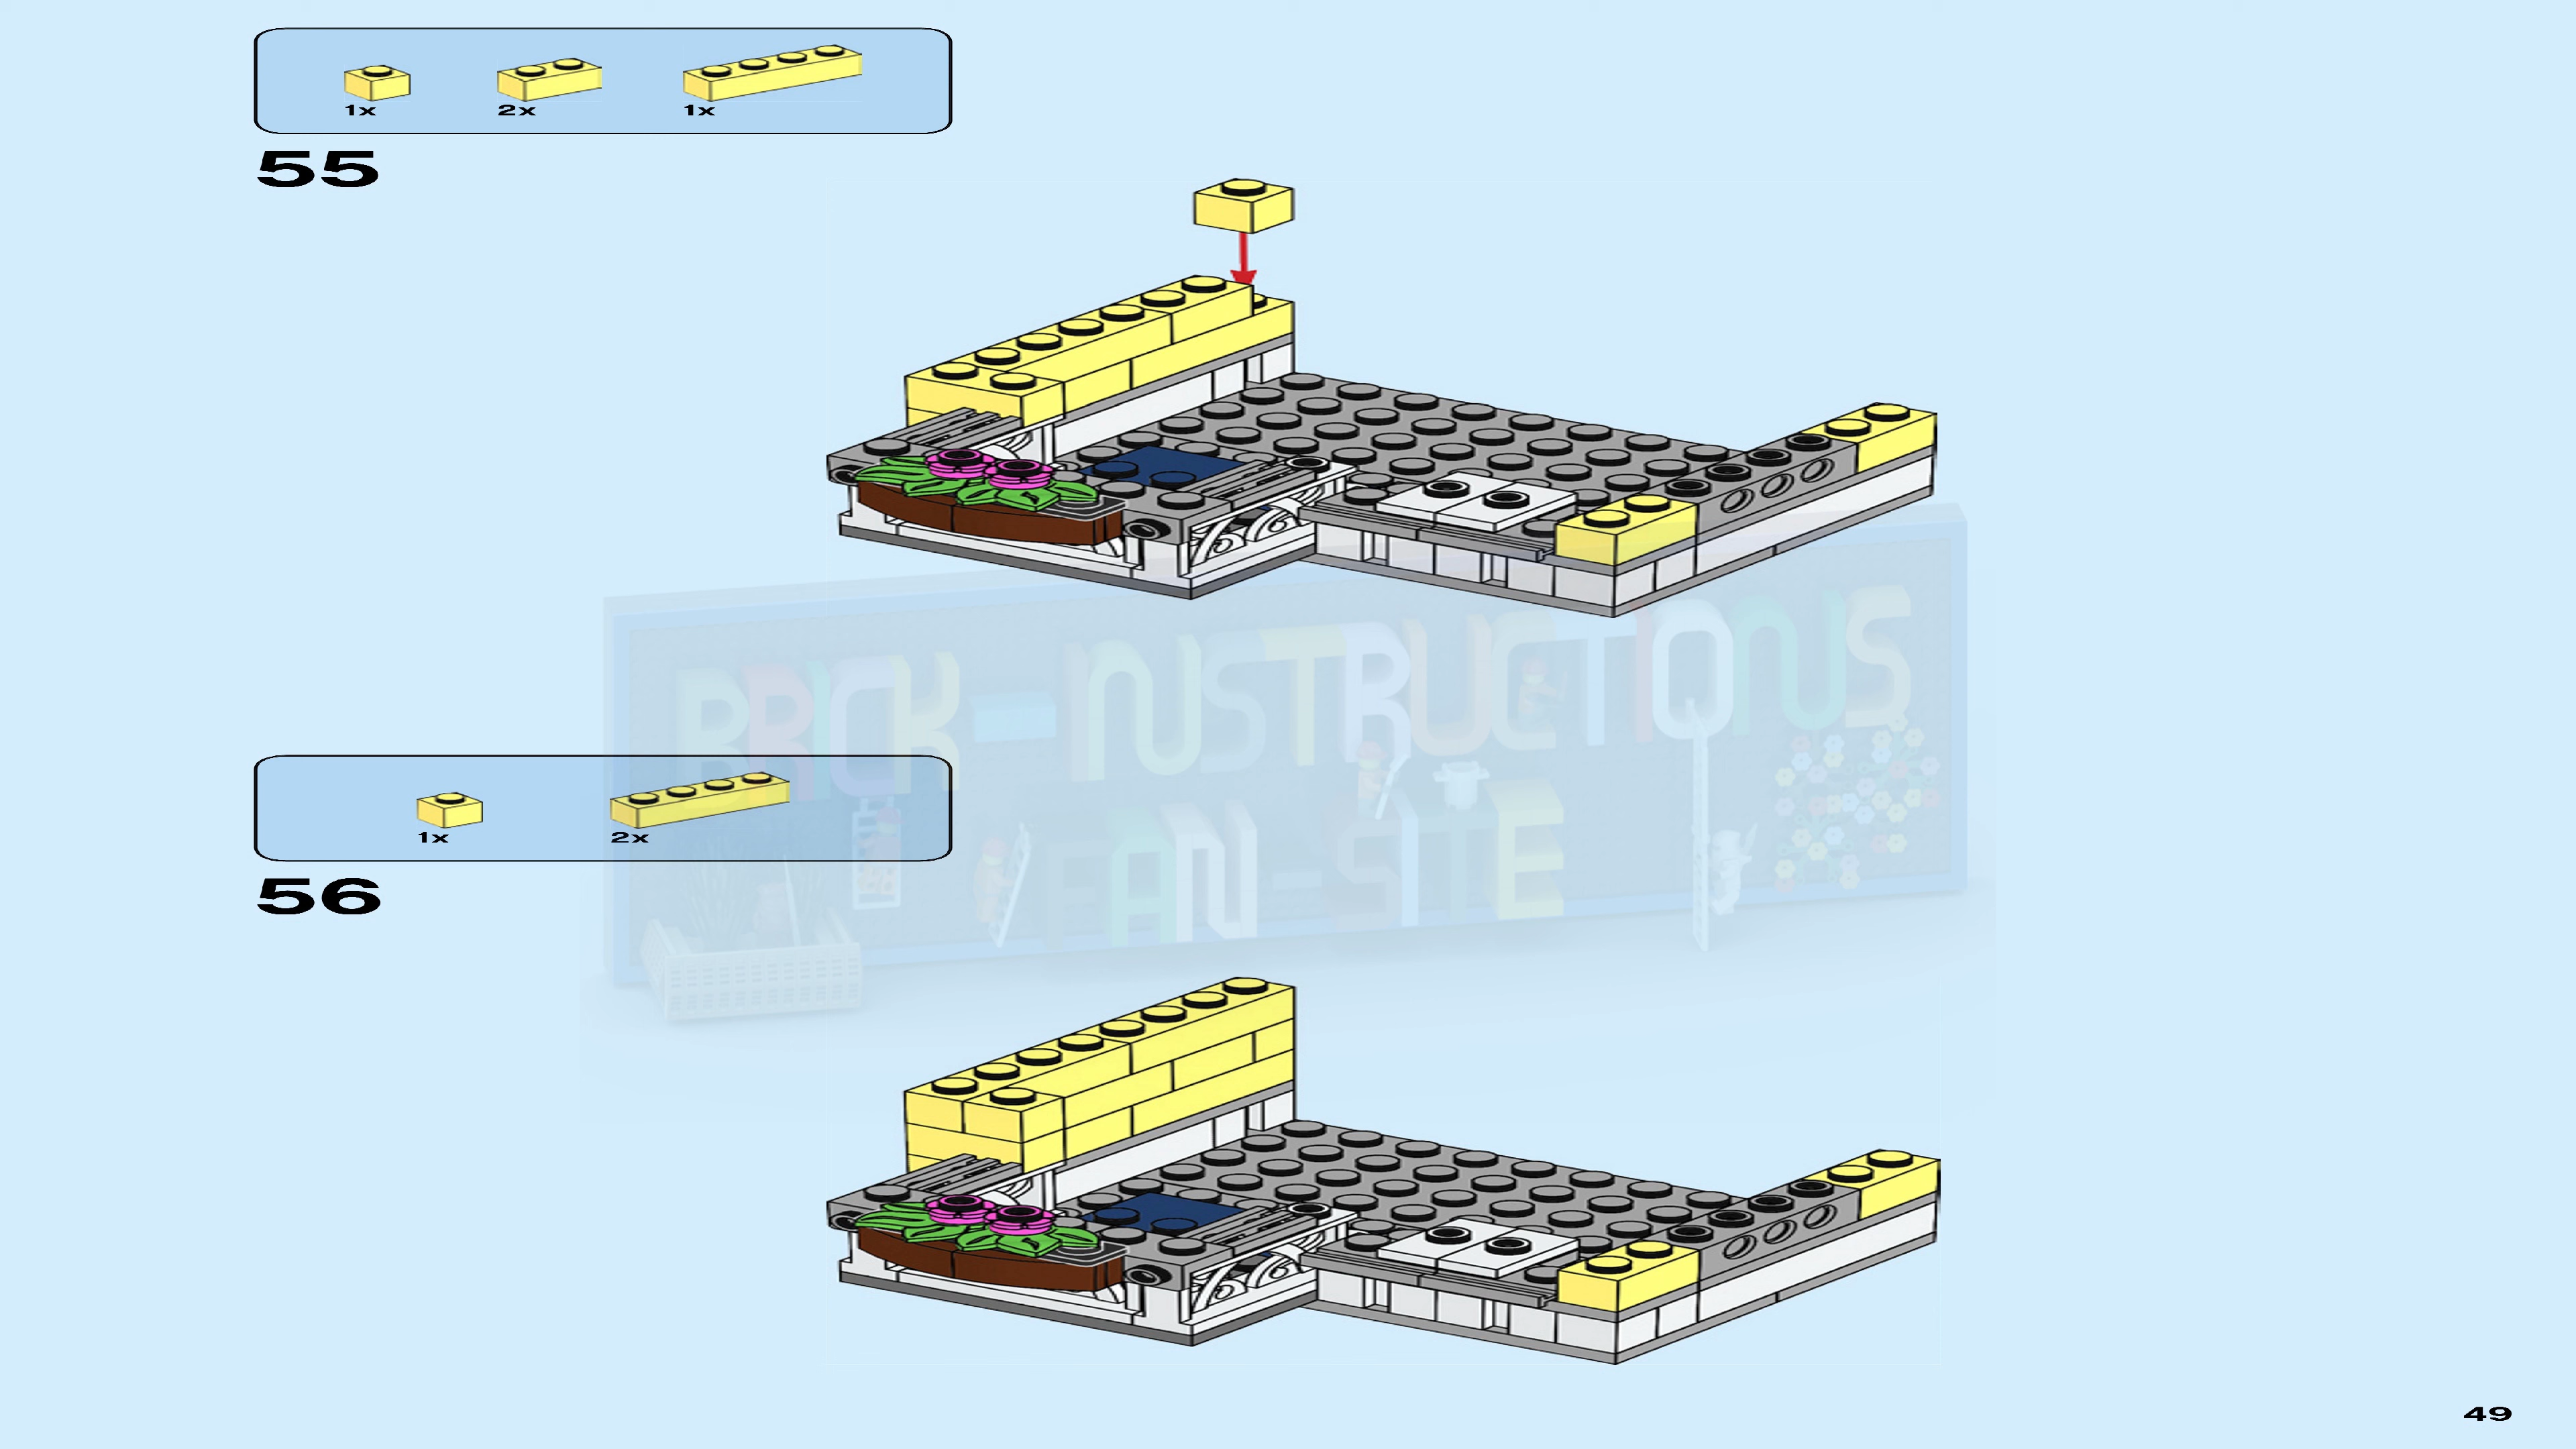 1x 2x 1x
55
BRICK-INSTRUCTIONS
1x 2x
FAN-SITE
56
49